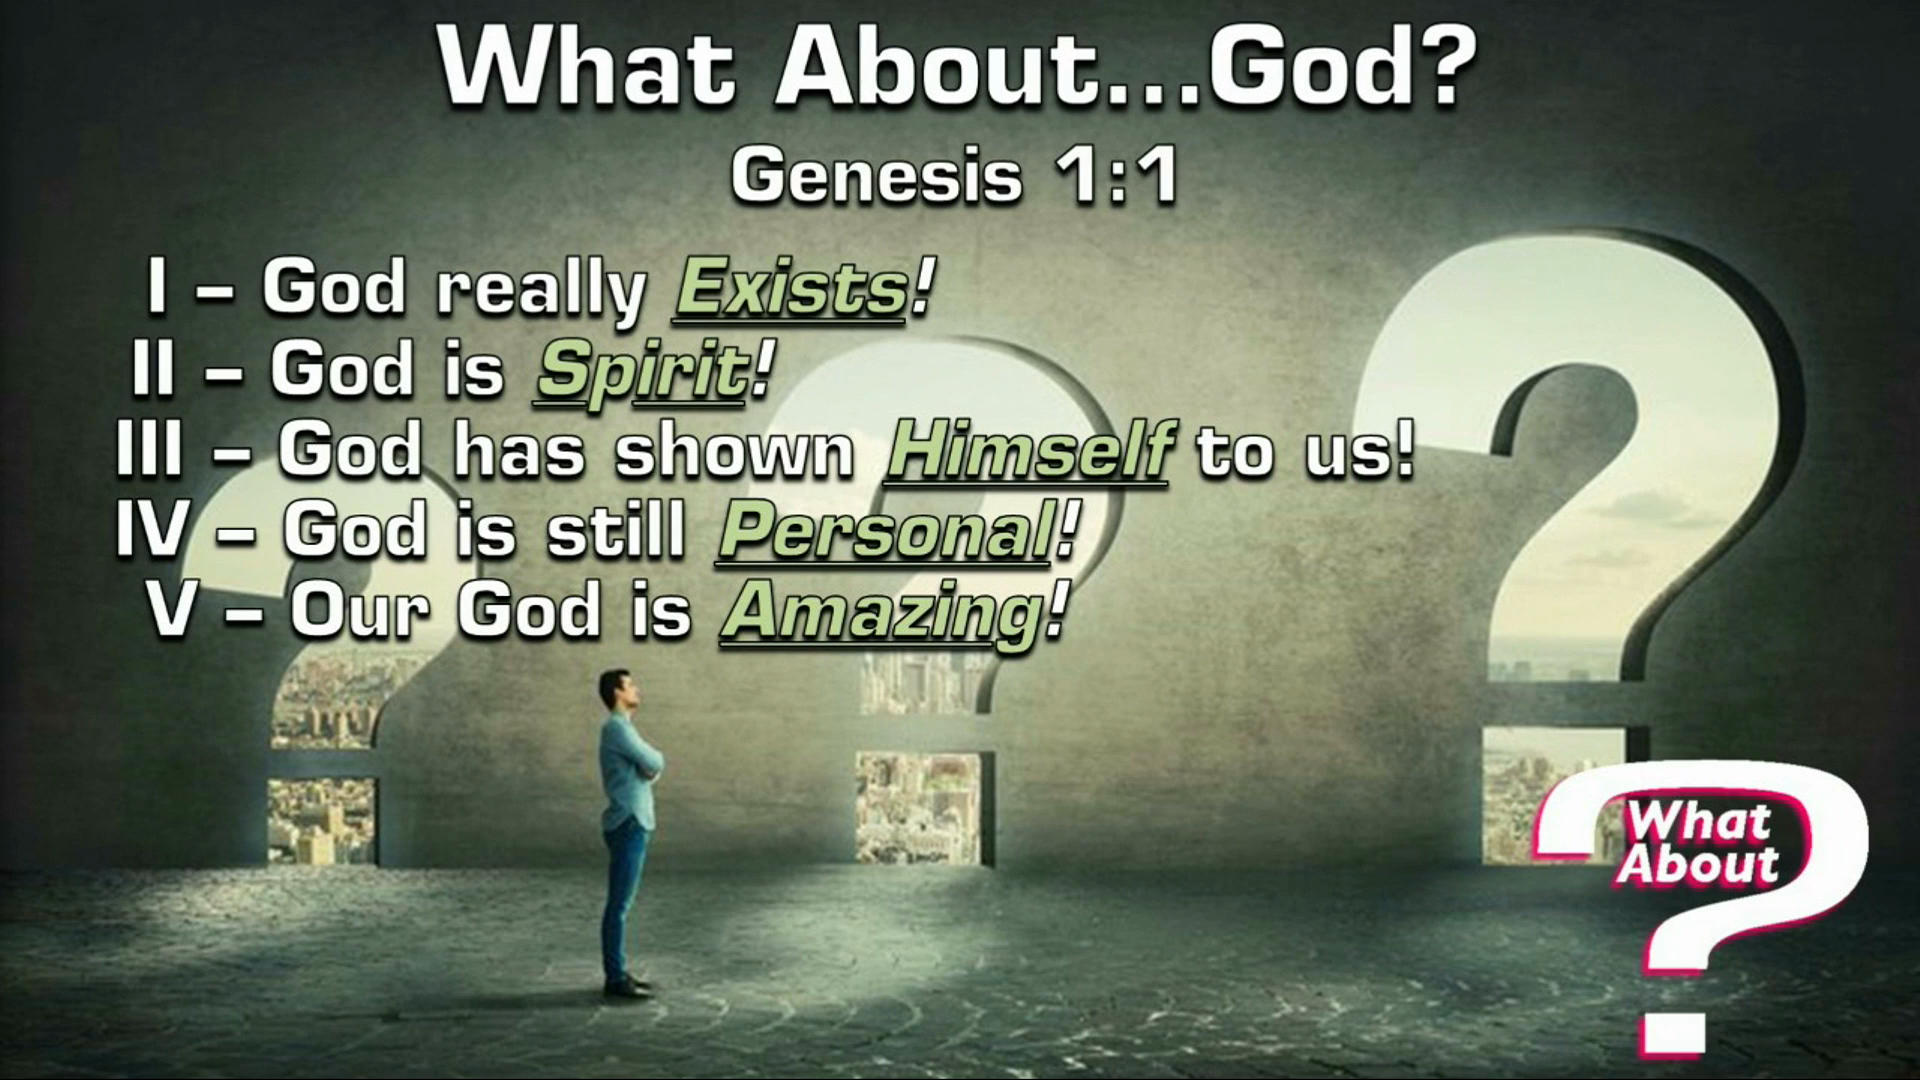 What About...God?
Genesis 1:1
I – God really Exists!
II – God is Spirit!
III – God has shown Himself to us!
IV – God is still Personal!
V – Our God is Amazing!
What
About